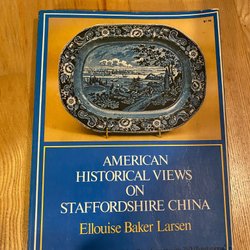 AMERICAN
HISTORICAL VIEWS
ON
STAFFORDSHIRE CHINA
Ellouise Baker Larsen